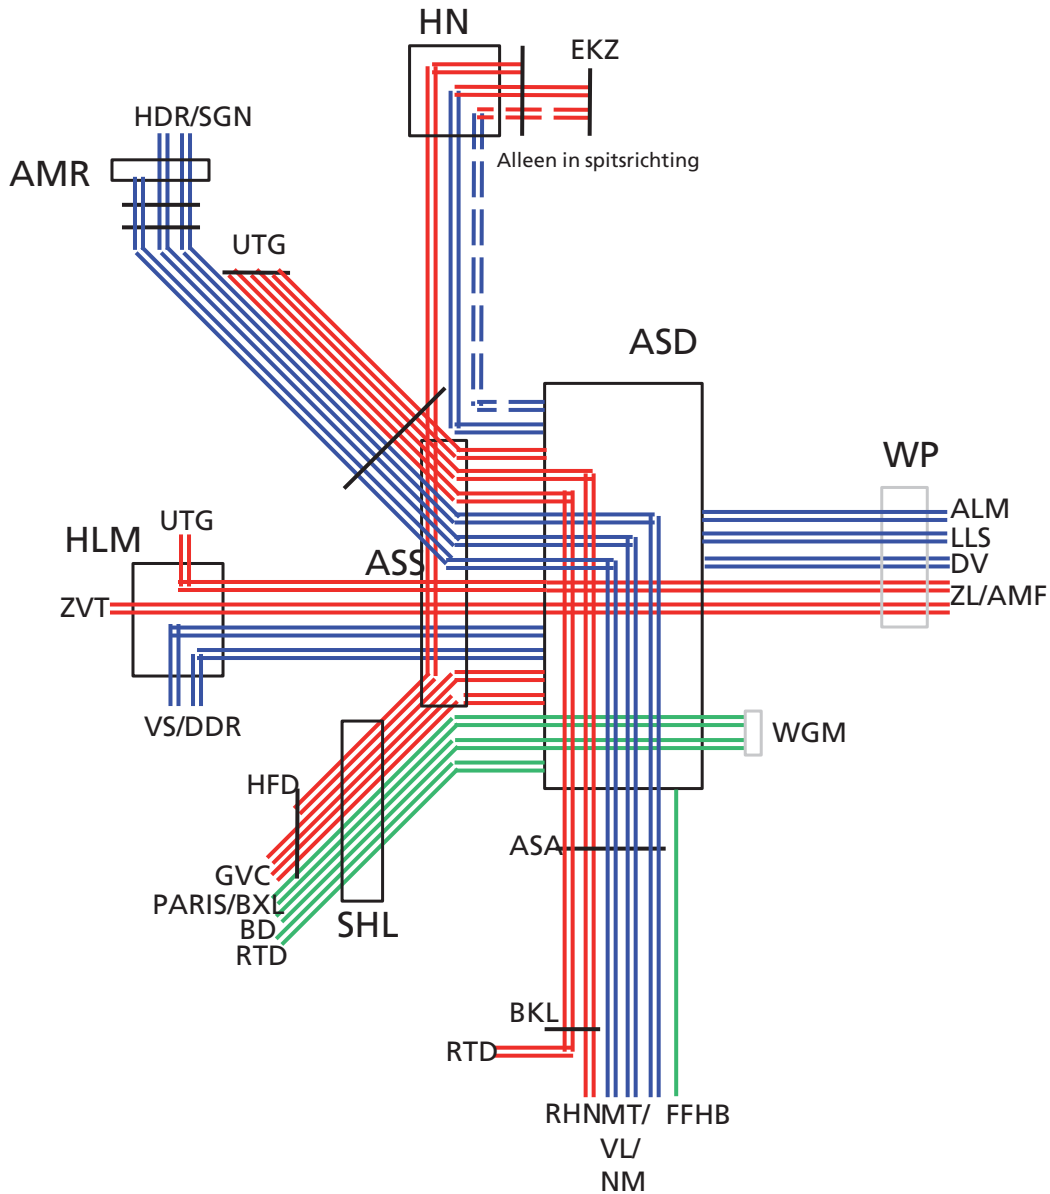 HN
EKZ
HDR/SGN
Alleen in spitsrichting
AMR
UTG
ASD
WP
UTG
ALM
HLM
LLS
ASS
DV
ZVT
ZL/AMF
VS/DDR
WGM
HFD
ASA
GVC
PARIS/BXL
SHL
BD
RTD
BKL
RTD
RHN
MT/
VL/
NM
FFHB